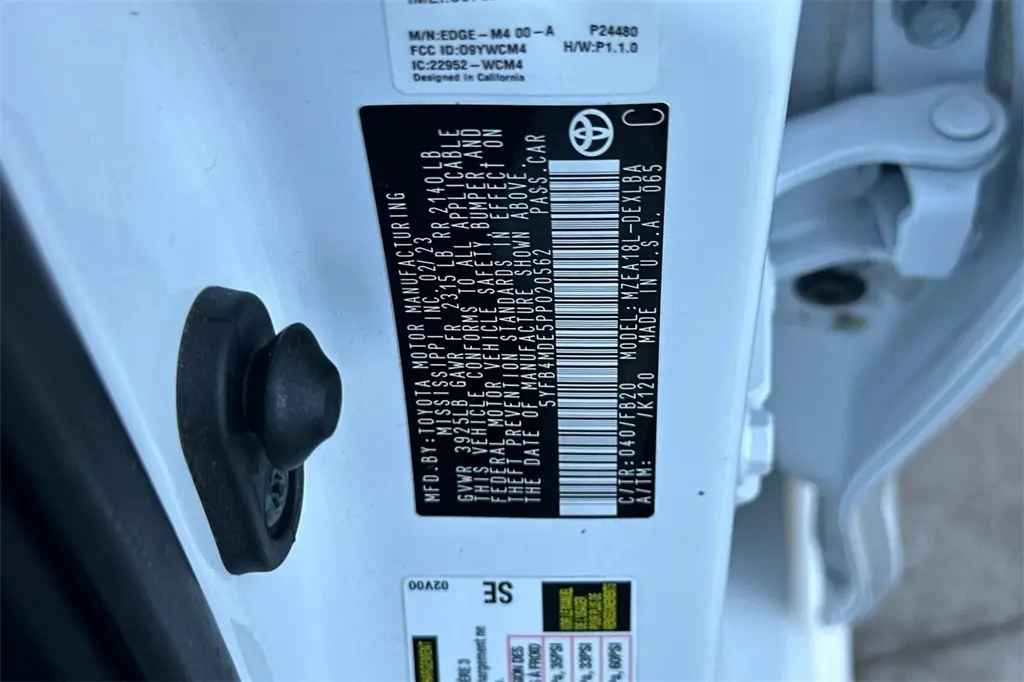 M/N:EDGE-M4 00-A P24480
FCC ID:O9YWCM4 H/W:P1.1.0
IC:22952-WCM4
Designed in California
MFD.BY:TOYOTA MOTOR MANUFACTURING
MISSISSIPPI INC. 02/23
GVWR 3925LB GAWR FR 2315 LB RR 2140 LB
THIS VEHICLE CONFORMS TO ALL APPLICABLE
FEDERAL MOTOR VEHICLE SAFETY BUMPER AND
THEFT PREVENTION STANDARDS IN EFFECT ON
THE DATE OF MANUFACTURE SHOWN ABOVE.
5YFB4MDE5PP020562 PASS.CAR
C/TR:040/FB20 MODEL:MZEA18L-DEXLBA
A/TM: /K120 MADE IN U.S.A. 065
C
02V00
SE